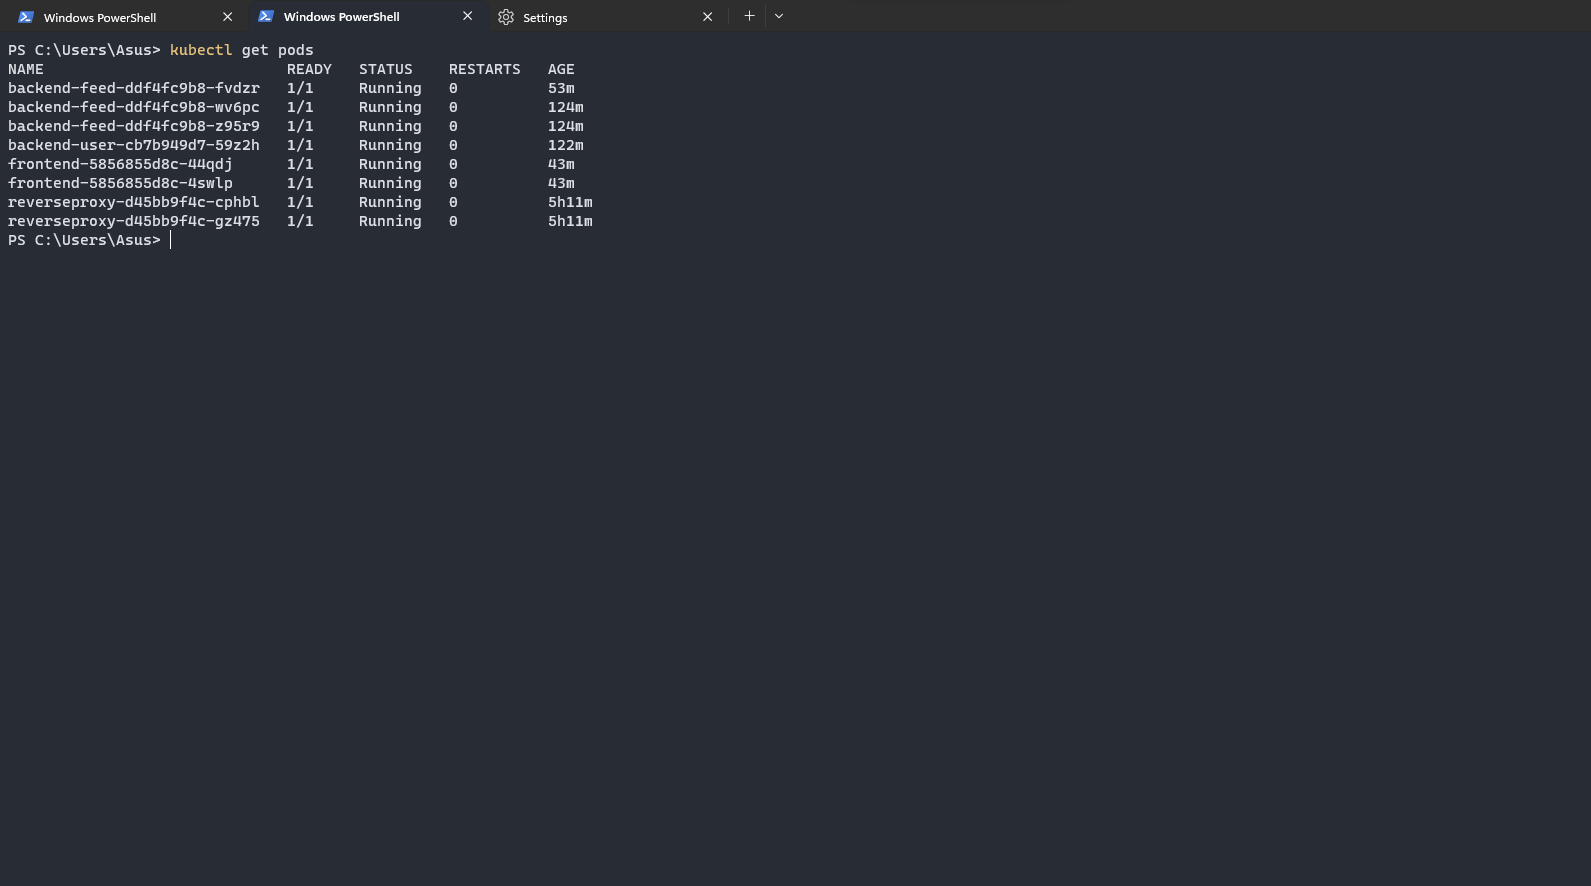 Windows PowerShell Windows PowerShell Settings
PS C:\Users\Asus> kubectl get pods
NAME READY STATUS RESTARTS AGE
backend-feed-ddf4fc9b8-fvdzr 1/1 Running 0 53m
backend-feed-ddf4fc9b8-wv6pc 1/1 Running 0 124m
backend-feed-ddf4fc9b8-z95r9 1/1 Running 0 124m
backend-user-cb7b949d7-59z2h 1/1 Running 0 122m
frontend-5856855d8c-44qdj 1/1 Running 0 43m
frontend-5856855d8c-4swlp 1/1 Running 0 43m
reverseproxy-d45bb9f4c-cphbl 1/1 Running 0 5h11m
reverseproxy-d45bb9f4c-gz475 1/1 Running 0 5h11m
PS C:\Users\Asus>